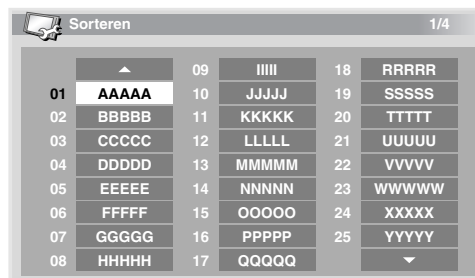 Sorteren 1/4
01 AAAAA
02 BBBBB
03 CCCCC
04 DDDDD
05 EEEEE
06 FFFFF
07 GGGGG
08 HHHHH
09 IIIII
10 JJJJJ
11 KKKKK
12 LLLLL
13 MMMMM
14 NNNNN
15 OOOOO
16 PPPPP
17 QQQQQ
18 RRRRR
19 SSSSS
20 TTTTT
21 UUUUU
22 VVVVV
23 WWWWW
24 XXXXX
25 YYYYY